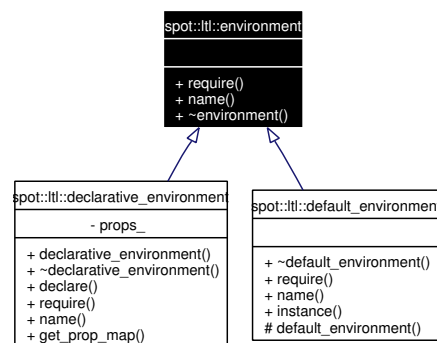 spot::ltl::environment
+ require()
+ name()
+ ~environment()
spot::ltl::declarative_environment
- props_
+ declarative_environment()
+ ~declarative_environment()
+ declare()
+ require()
+ name()
+ get_prop_map()
spot::ltl::default_environment
+ ~default_environment()
+ require()
+ name()
+ instance()
# default_environment()